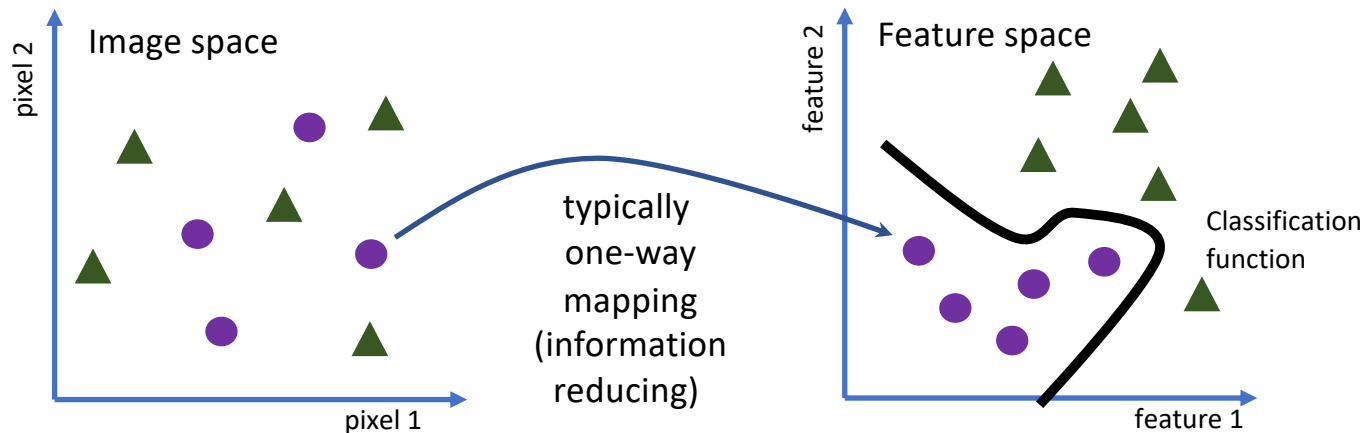 Image space
pixel 2
pixel 1
typically
one-way
mapping
(information
reducing)
Feature space
feature 2
feature 1
Classification
function